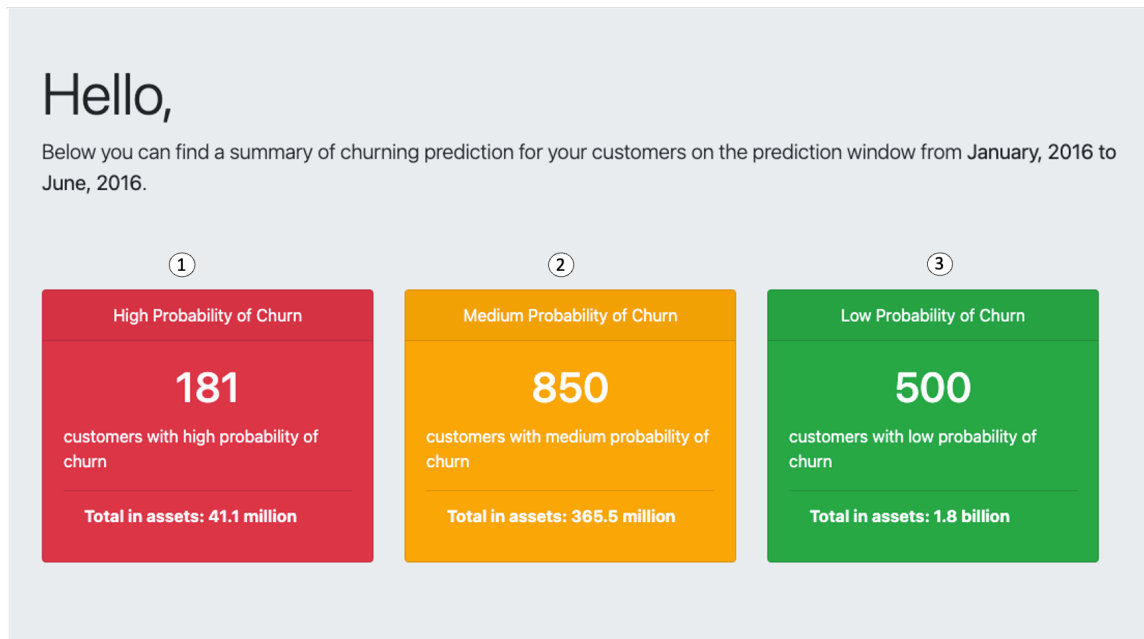 Hello,
Below you can find a summary of churning prediction for your customers on the prediction window from January, 2016 to
June, 2016.
1
2
3
High Probability of Churn
181
customers with high probability of
churn
Total in assets: 41.1 million
Medium Probability of Churn
850
customers with medium probability of
churn
Total in assets: 365.5 million
Low Probability of Churn
500
customers with low probability of
churn
Total in assets: 1.8 billion